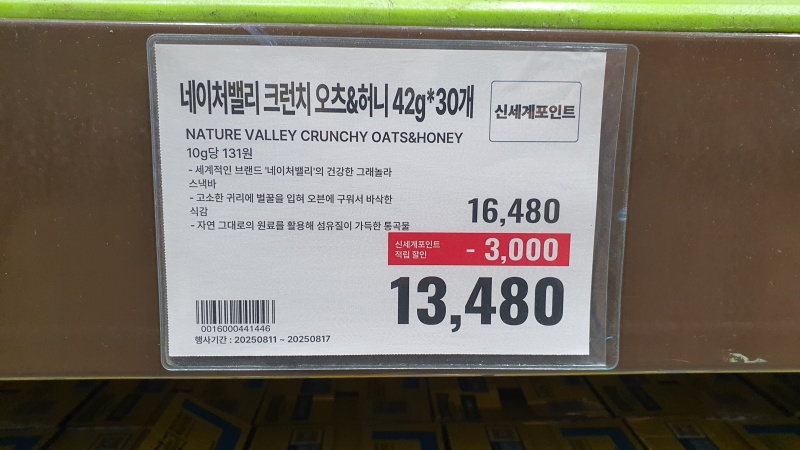 네이처밸리 크런치 오츠&허니 42g*30개
신세계포인트
NATURE VALLEY CRUNCHY OATS&HONEY
10g당 131원
- 세계적인 브랜드 '네이처밸리'의 건강한 그래놀라
스낵바
- 고소한 귀리에 벌꿀을 입혀 오븐에 구워서 바삭한
식감
- 자연 그대로의 원료를 활용해 섬유질이 가득한 통곡물
16,480
신세계포인트
적립 할인
- 3,000
13,480
0016000441446
행사기간 : 20250811 ~ 20250817